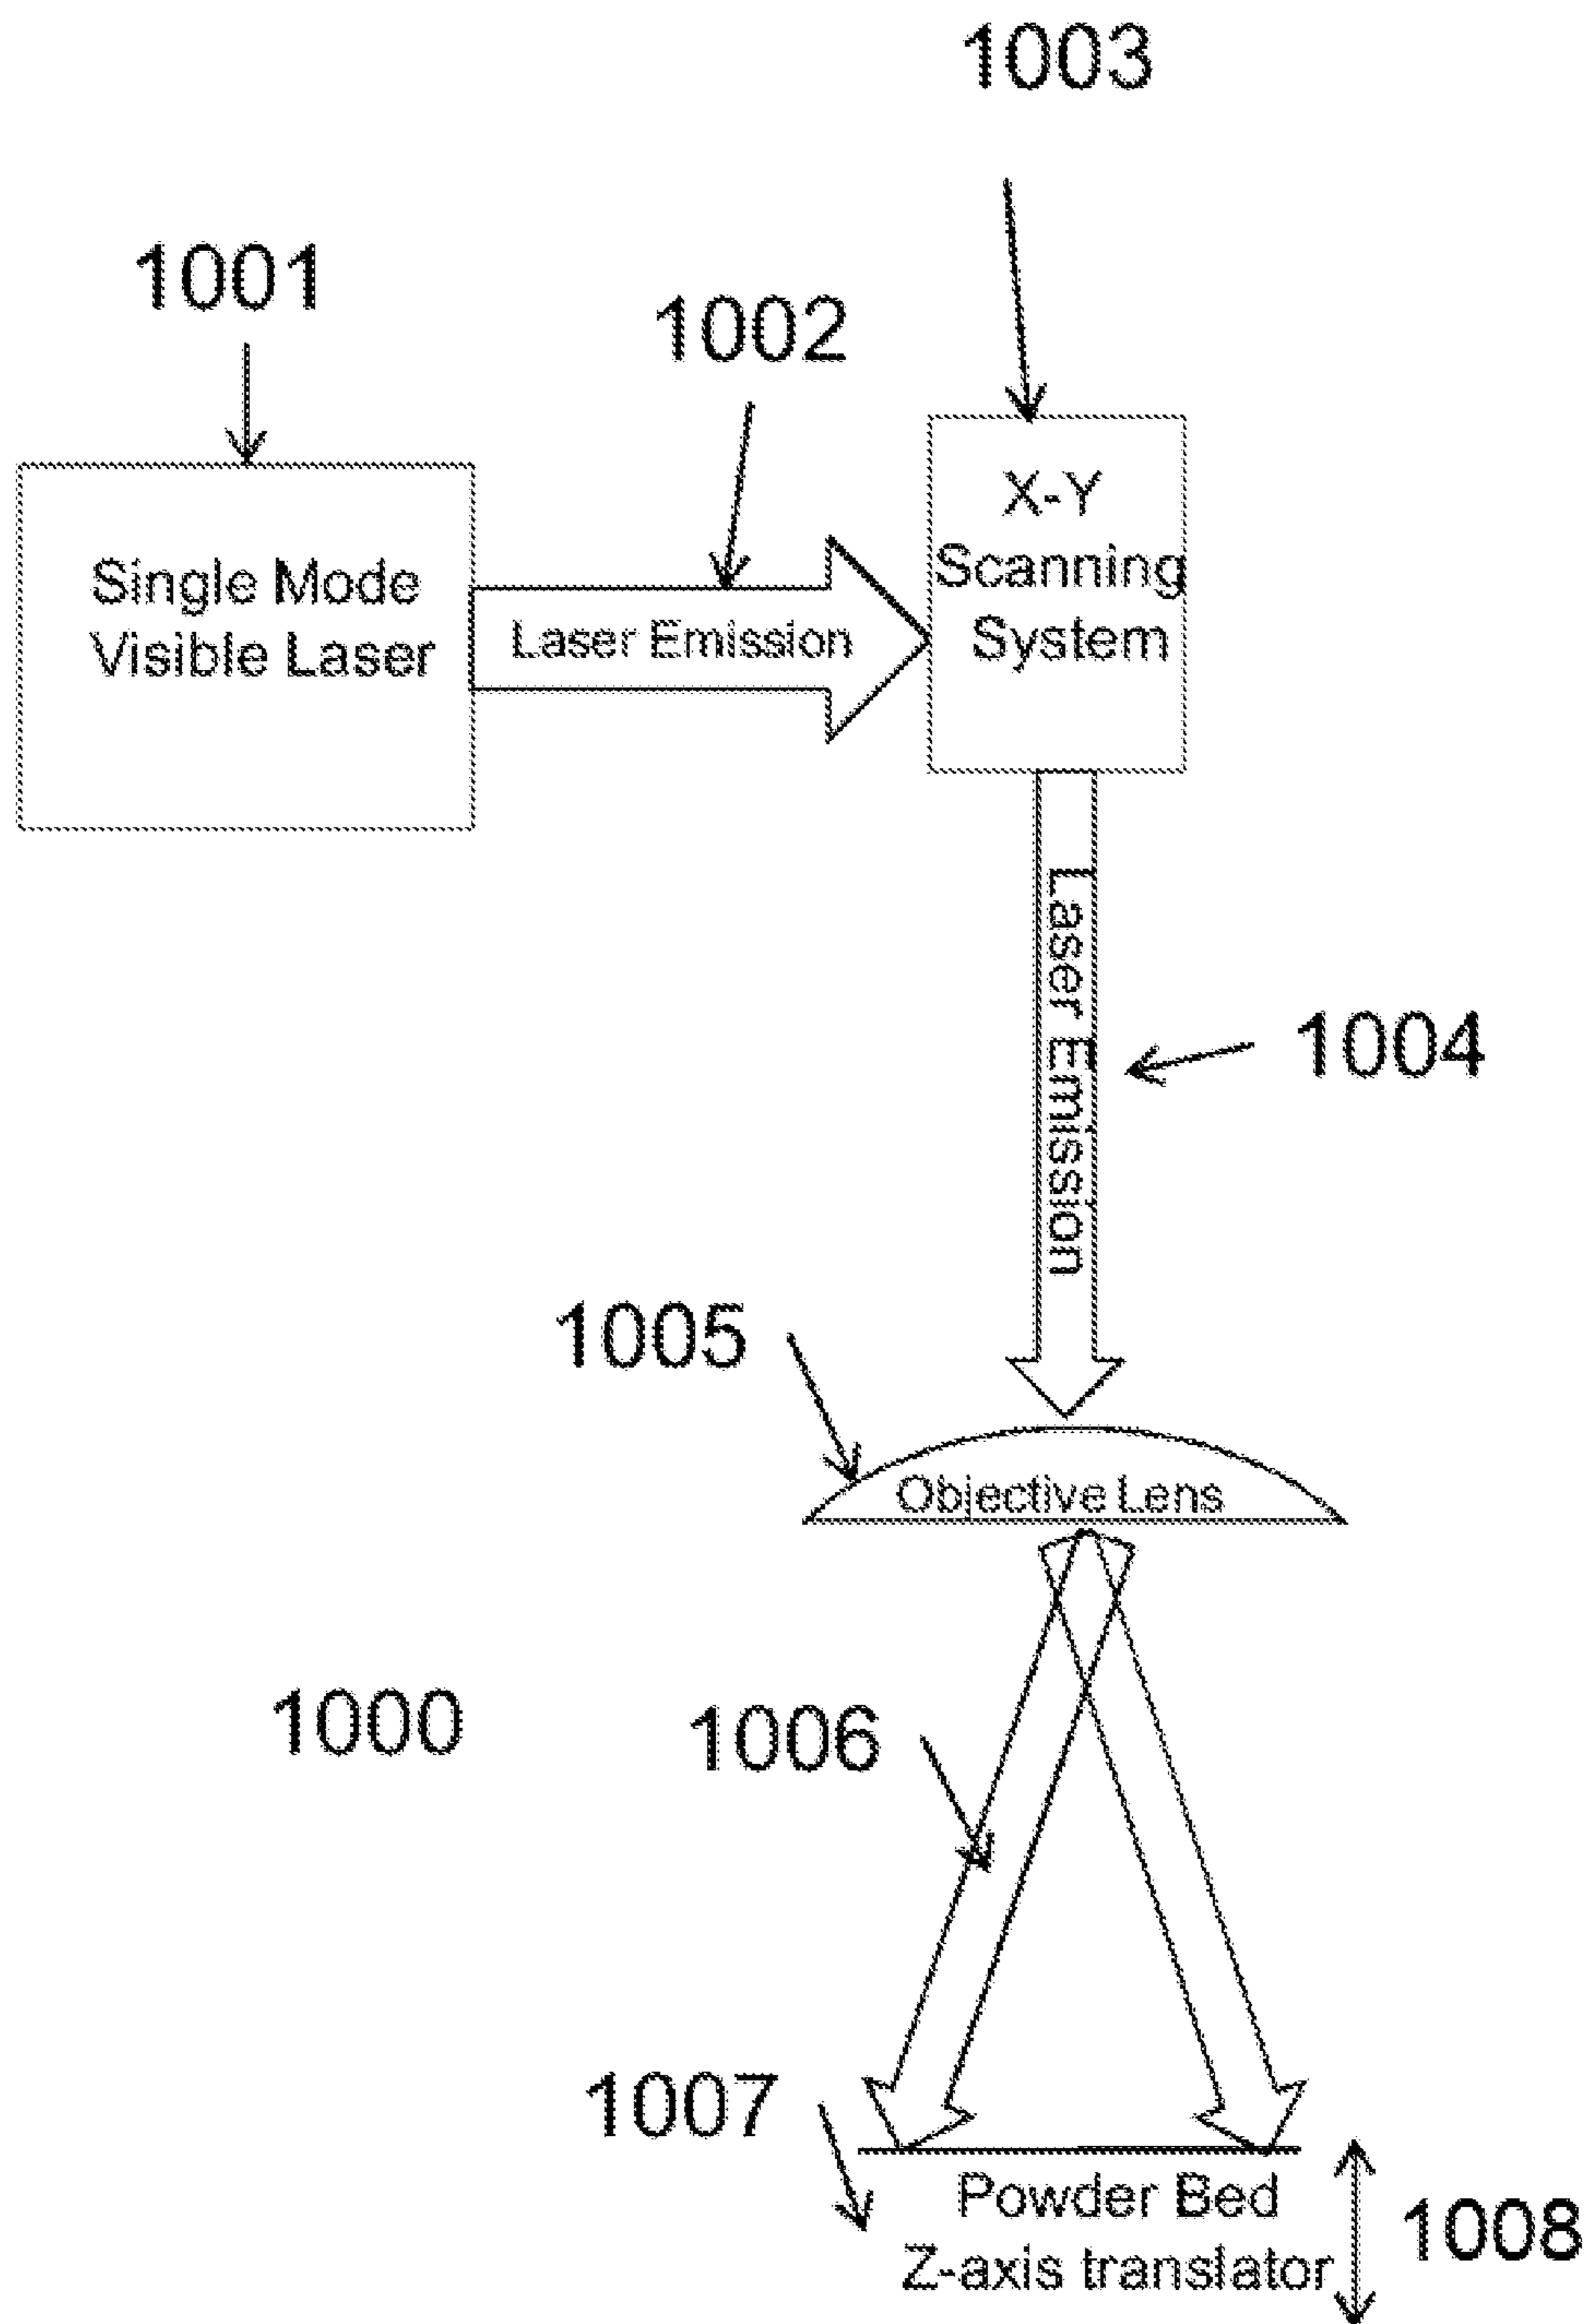 1003
1001
1002
X-Y
Scanning
System
Single Mode
Visible Laser
Laser Emission
Laser Emission
1004
1005
Objective Lens
1000
1006
1007
Powder Bed
Z-axis translator
1008